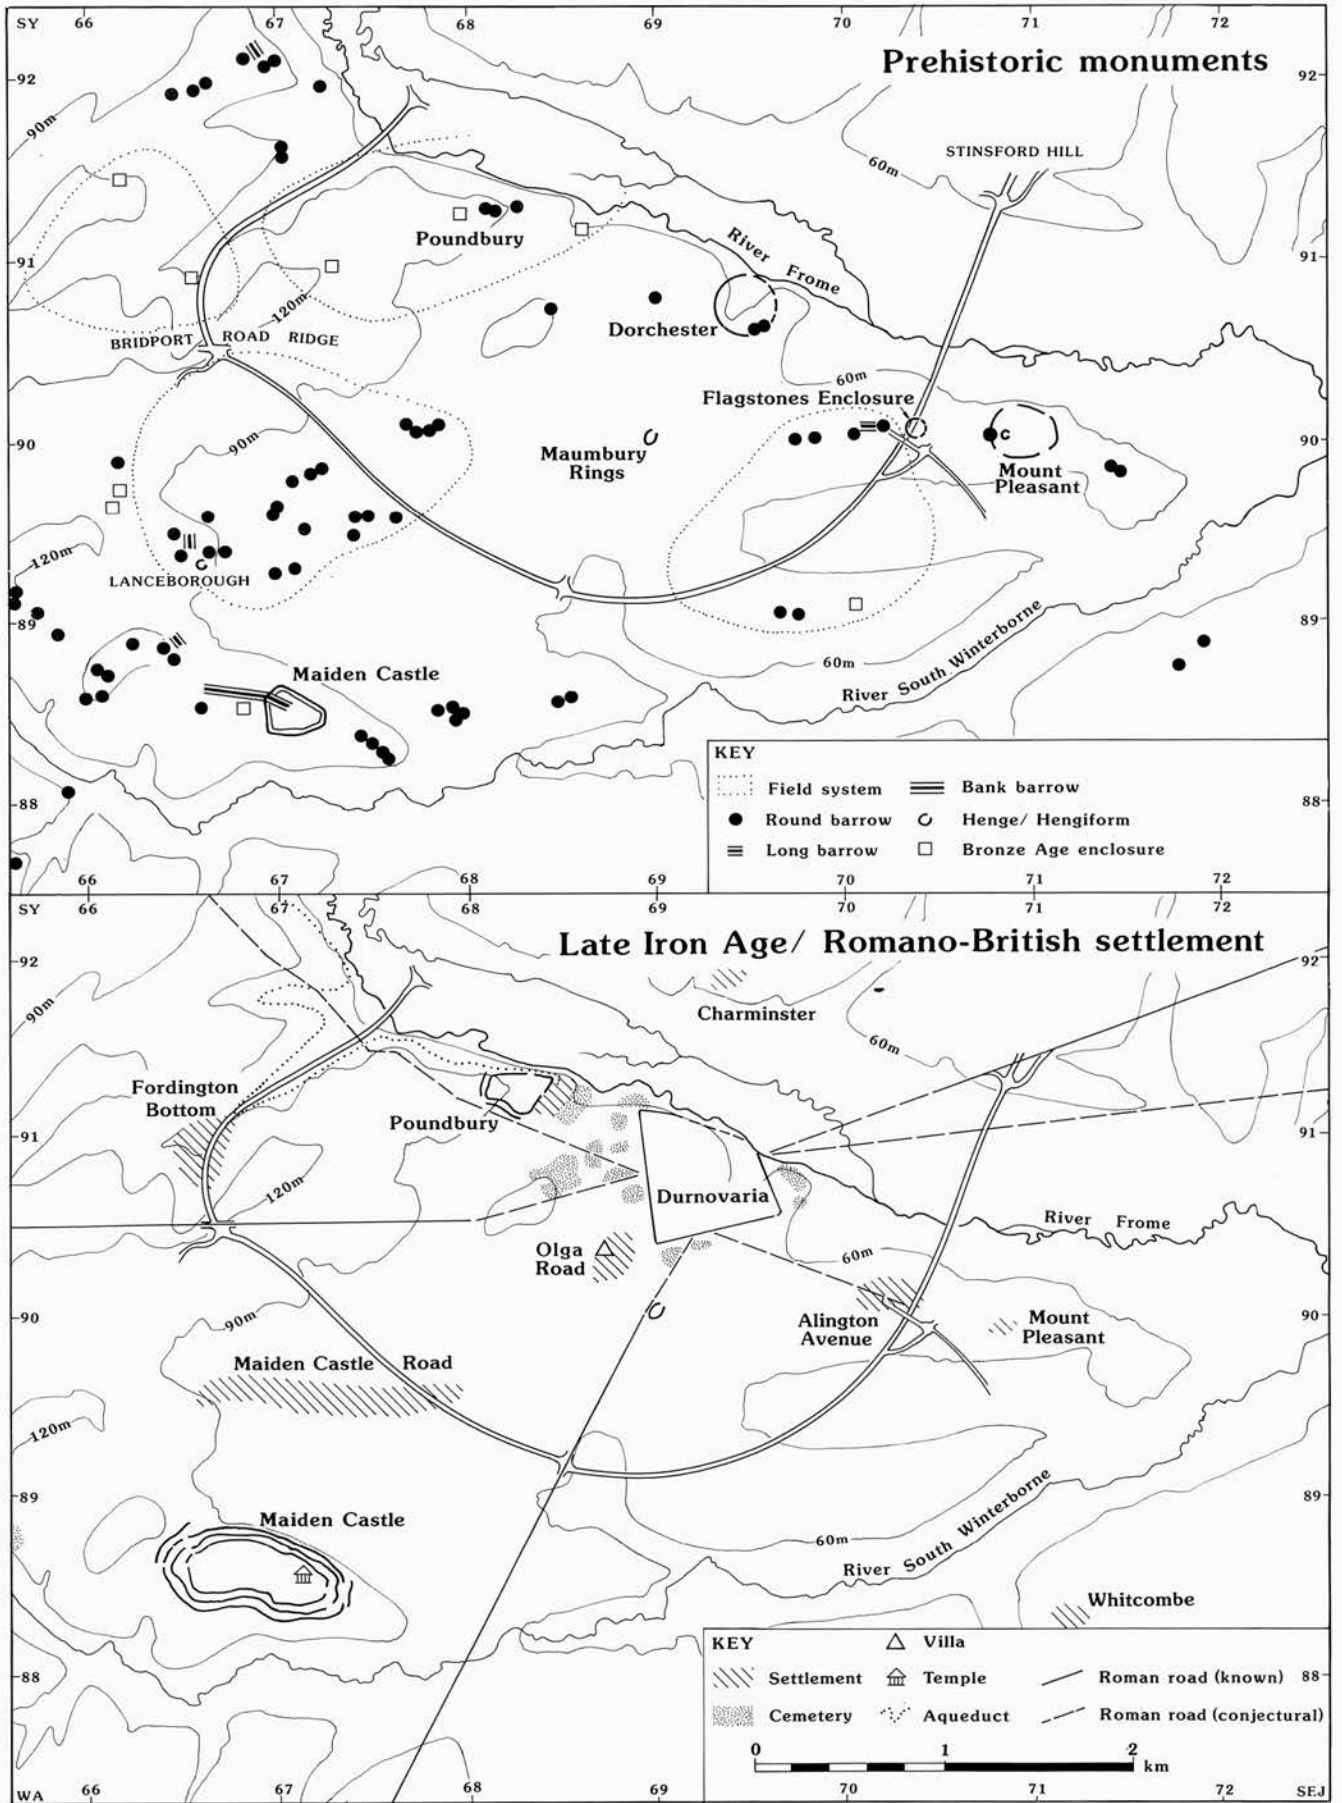 SY 66 67 68 69 70 71 72
Prehistoric monuments
92 92
90m
STINSFORD HILL
60m
Poundbury
River Frome
91 91
120m
Dorchester
BRIDPORT ROAD RIDGE
60m
Flagstones Enclosure
90m
90 90
Maumbury
Rings
Mount
Pleasant
120m
LANCEBOROUGH
89 89
60m
River South Winterborne
Maiden Castle
KEY
Field system
Bank barrow
Round barrow
Henge/ Hengiform
Long barrow
Bronze Age enclosure
88 88
66 67 68 69 70 71 72
SY 66 67 68 69 70 71 72
Late Iron Age/ Romano-British settlement
92 92
90m
Charminster
60m
Fordington
Bottom
Poundbury
91 91
120m
Durnovaria
River Frome
Olga
Road
60m
90m
90 90
Alington
Avenue
Mount
Pleasant
Maiden Castle Road
120m
89 89
Maiden Castle
60m
River South Winterborne
Whitcombe
KEY
Villa
Settlement
Temple
Roman road (known)
88 88
Cemetery
Aqueduct
Roman road (conjectural)
0 1 2
km
WA 66 67 68 69 70 71 72 SEJ